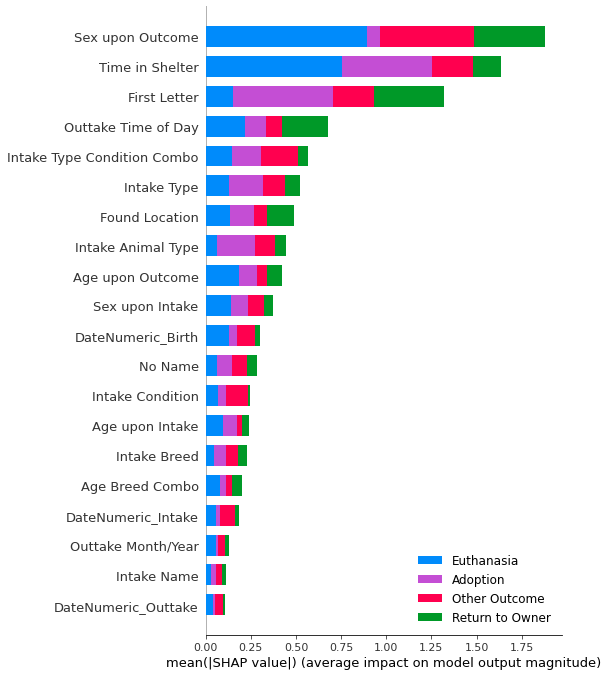 Sex upon Outcome
Time in Shelter
First Letter
Outtake Time of Day
Intake Type Condition Combo
Intake Type
Found Location
Intake Animal Type
Age upon Outcome
Sex upon Intake
DateNumeric_Birth
No Name
Intake Condition
Age upon Intake
Intake Breed
Age Breed Combo
DateNumeric_Intake
Outtake Month/Year
Intake Name
DateNumeric_Outtake
Euthanasia
Adoption
Other Outcome
Return to Owner
0.00 0.25 0.50 0.75 1.00 1.25 1.50 1.75
mean(|SHAP value|) (average impact on model output magnitude)